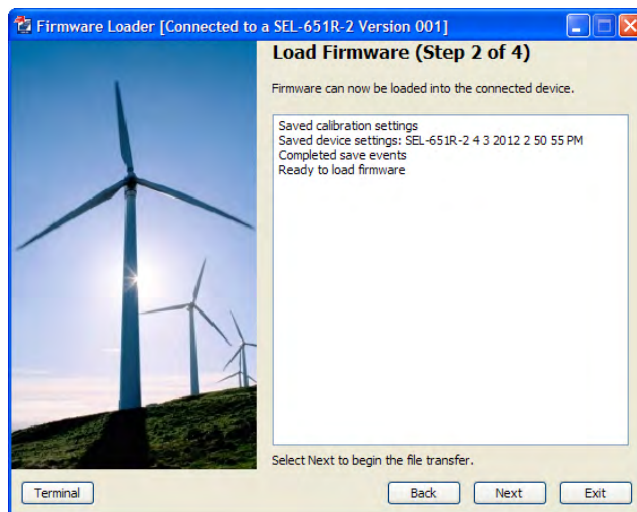 Firmware Loader [Connected to a SEL-651R-2 Version 001]
Load Firmware (Step 2 of 4)
Firmware can now be loaded into the connected device.
Saved calibration settings
Saved device settings: SEL-651R-2 4 3 2012 2 50 55 PM
Completed save events
Ready to load firmware
Select Next to begin the file transfer.
Terminal
Back
Next
Exit